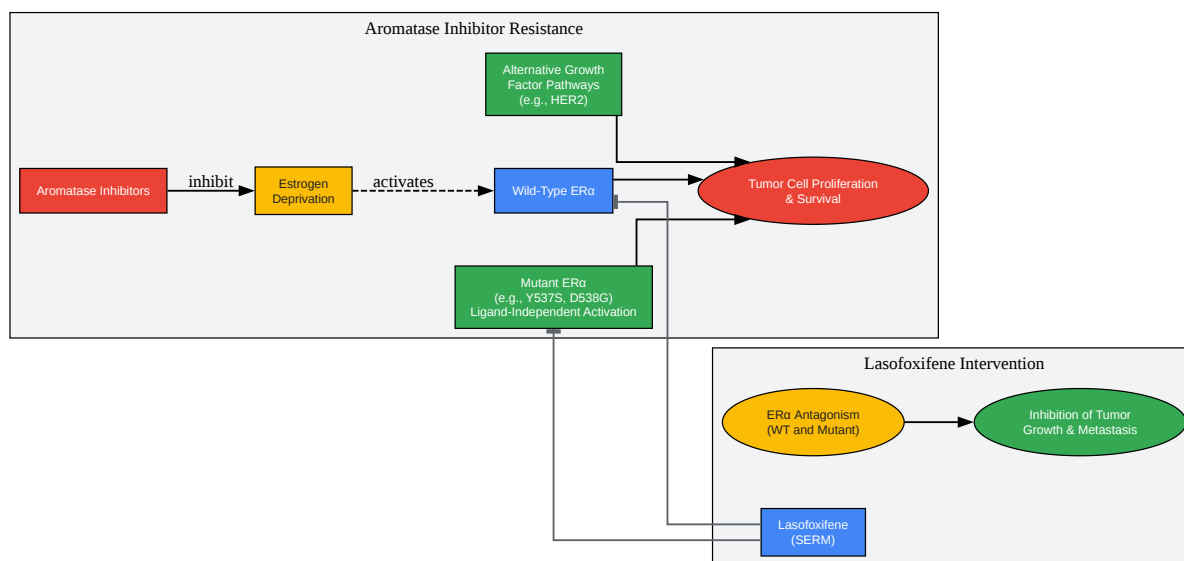 Aromatase Inhibitor Resistance
Alternative Growth
Factor Pathways
(e.g., HER2)
Aromatase Inhibitors
inhibit
Estrogen
Deprivation
activates
Wild-Type ERα
Tumor Cell Proliferation
& Survival
Mutant ERα
(e.g., Y537S, D538G)
Ligand-Independent Activation
Lasofoxifene Intervention
ERα Antagonism
(WT and Mutant)
Inhibition of Tumor
Growth & Metastasis
Lasofoxifene
(SERM)